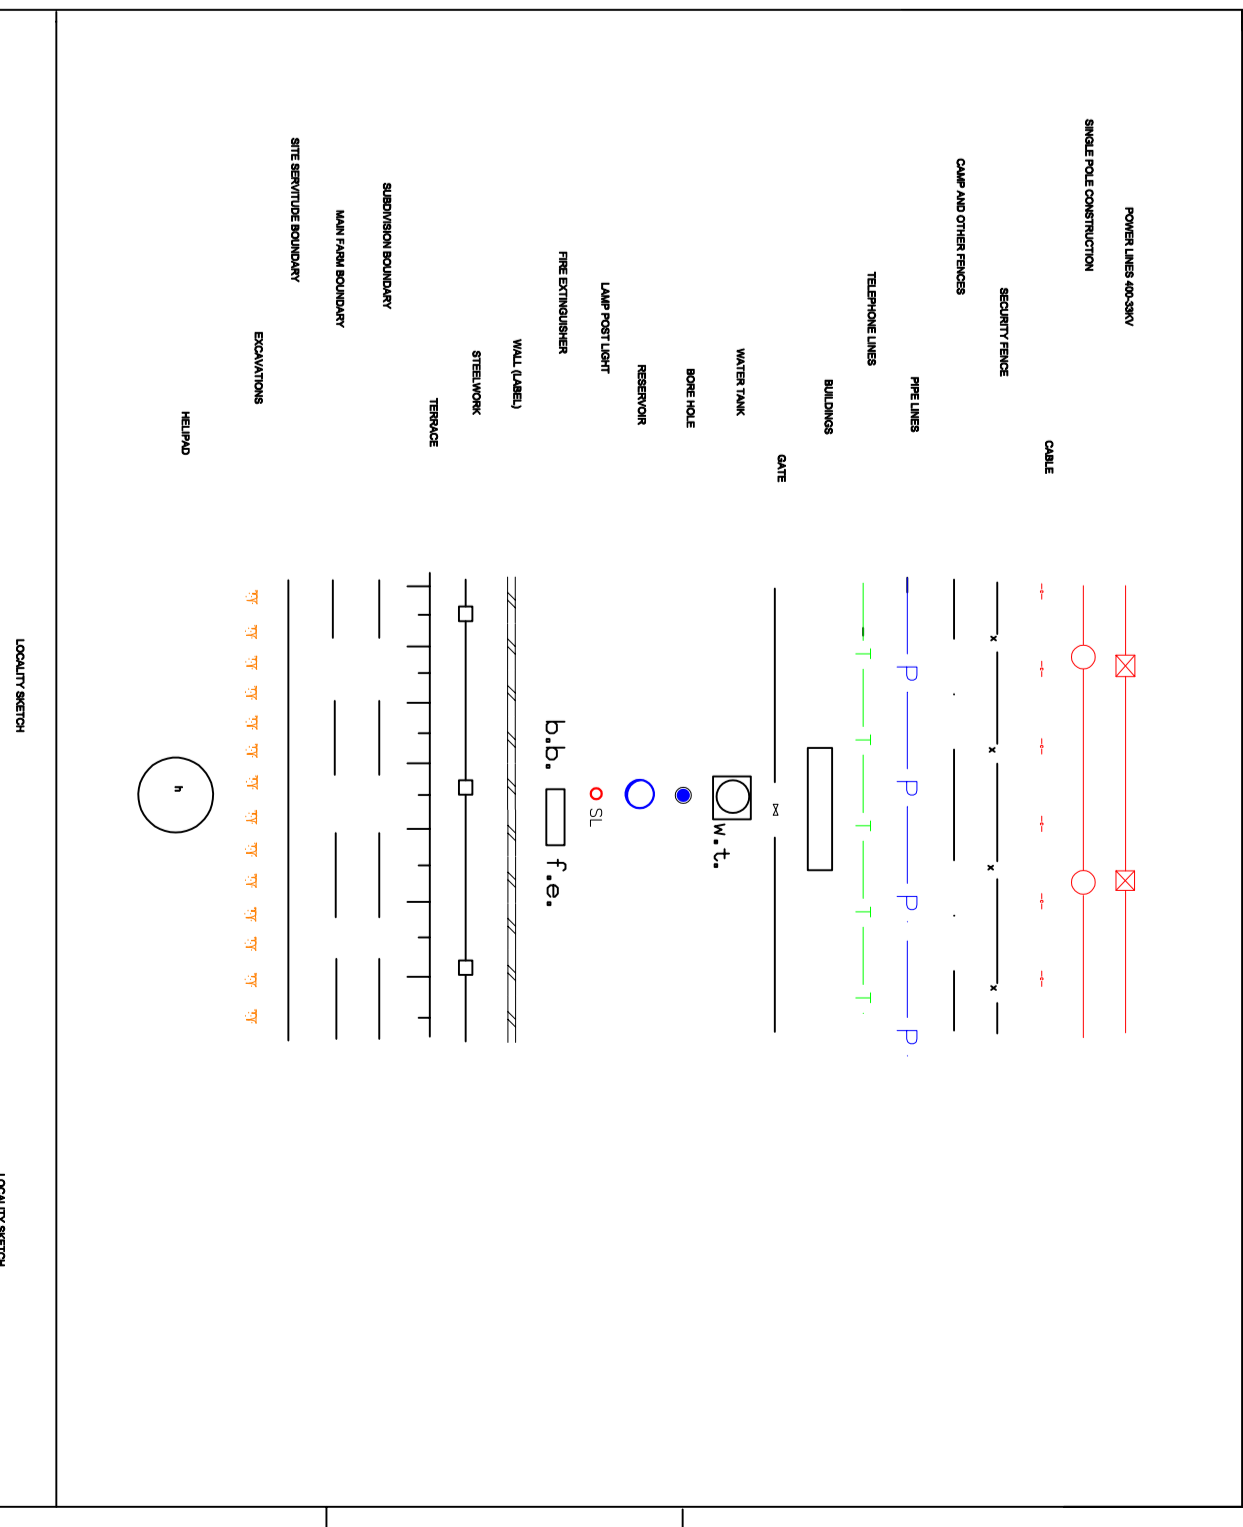 POWER LINES 400-33KV
SINGLE POLE CONSTRUCTION
CABLE
SECURITY FENCE
x x x x
CAMP AND OTHER FENCES
PIPE LINES
P P P P
TELEPHONE LINES
T T T T T
BUILDINGS
GATE
WATER TANK
w.t.
BORE HOLE
RESERVOIR
LAMP POST LIGHT
SL
FIRE EXTINGUISHER
b.b. f.e.
WALL (LABEL)
STEELWORK
TERRACE
SUBDIVISION BOUNDARY
MAIN FARM BOUNDARY
SITE SERVITUDE BOUNDARY
EXCAVATIONS
HELIPAD
h
LOCALITY SKETCH
LOCALITY SKETCH